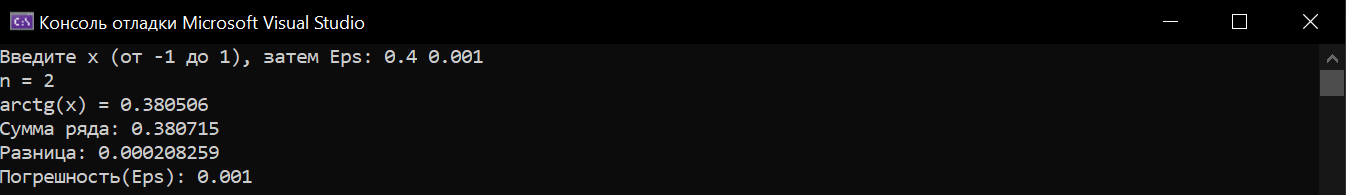 Консоль отладки Microsoft Visual Studio
Введите x (от -1 до 1), затем Eps: 0.4 0.001
n = 2
arctg(x) = 0.380506
Сумма ряда: 0.380715
Разница: 0.000208259
Погрешность(Eps): 0.001